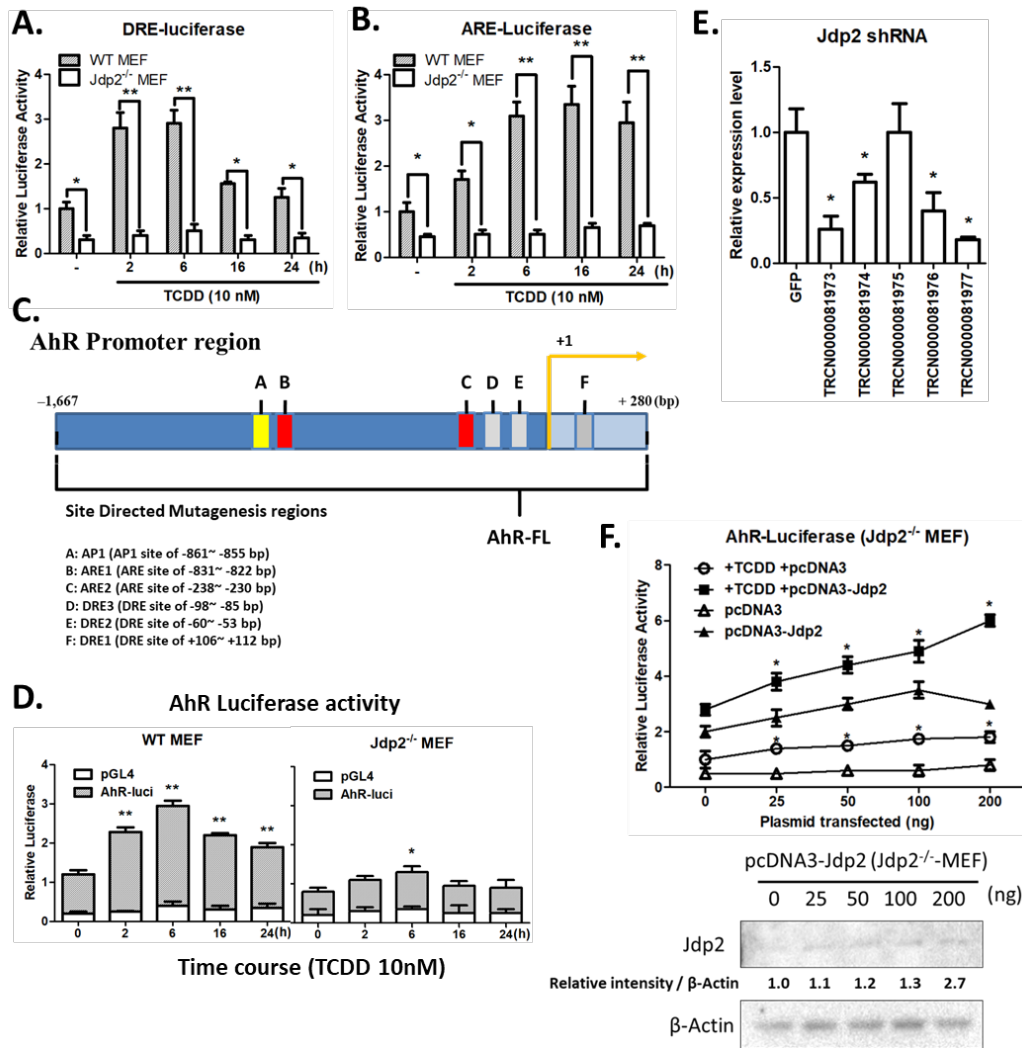 A.
DRE-luciferase
WT MEF
Jdp2-/- MEF
Relative Luciferase Activity
4
3
2
1
0
* ** ** * *
- 2 6 16 24 (h)
TCDD (10 nM)
B.
ARE-Luciferase
WT MEF
Jdp2-/- MEF
Relative Luciferase Activity
4
3
2
1
0
* * ** ** **
- 2 6 16 24 (h)
TCDD (10 nM)
E.
Jdp2 shRNA
Relative expression level
1.5
1.0
0.5
0.0
* * * *
GFP
TRCN0000081973
TRCN0000081974
TRCN0000081975
TRCN0000081976
TRCN0000081977
C.
AhR Promoter region
+1
A B C D E F
–1,667
+ 280 (bp)
AhR-FL
Site Directed Mutagenesis regions
A: AP1 (AP1 site of -861~ -855 bp)
B: ARE1 (ARE site of -831~ -822 bp)
C: ARE2 (ARE site of -238~ -230 bp)
D: DRE3 (DRE site of -98~ -85 bp)
E: DRE2 (DRE site of -60~ -53 bp)
F: DRE1 (DRE site of +106~ +112 bp)
D.
AhR Luciferase activity
WT MEF
pGL4
AhR-luci
Relative Luciferase
4
3
2
1
0
** ** ** **
0 2 6 16 24(h)
Jdp2-/- MEF
pGL4
AhR-luci
*
0 2 6 16 24(h)
Time course (TCDD 10nM)
F.
AhR-Luciferase (Jdp2-/- MEF)
+TCDD +pcDNA3
+TCDD +pcDNA3-Jdp2
pcDNA3
pcDNA3-Jdp2
Relative Luciferase Activity
8
6
4
2
0
* * * *
* * * *
0 25 50 100 200
Plasmid transfected (ng)
pcDNA3-Jdp2 (Jdp2-/--MEF)
0 25 50 100 200 (ng)
Jdp2
Relative intensity / β-Actin 1.0 1.1 1.2 1.3 2.7
β-Actin